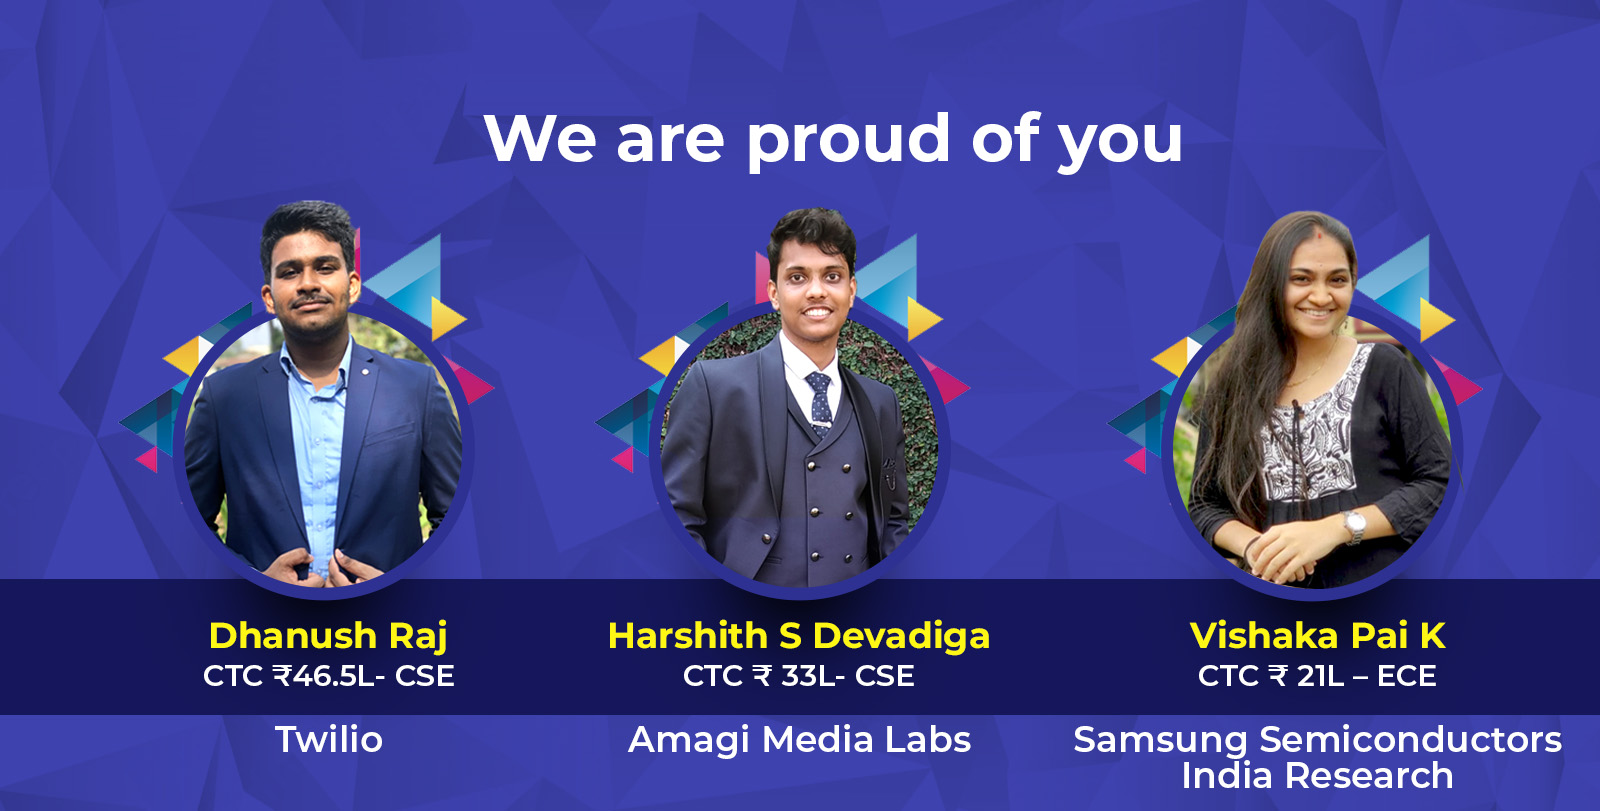 We are proud of you
Dhanush Raj
CTC ₹46.5L- CSE
Twilio
Harshith S Devadiga
CTC ₹ 33L- CSE
Amagi Media Labs
Vishaka Pai K
CTC ₹ 21L – ECE
Samsung Semiconductors
India Research